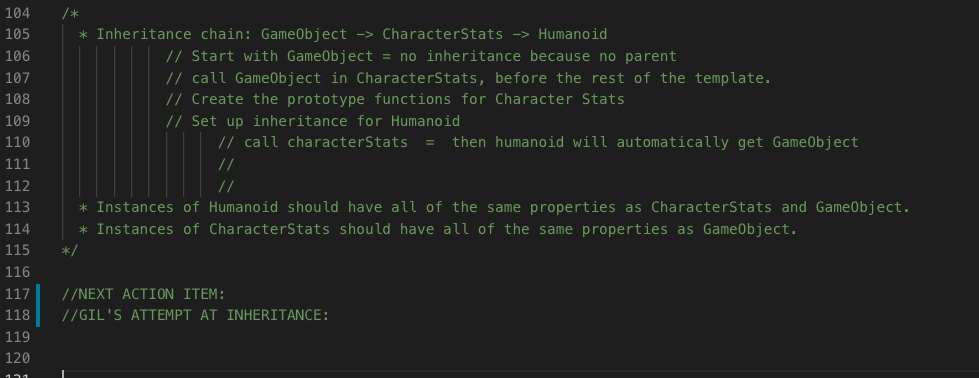 104 /*
105 * Inheritance chain: GameObject -> CharacterStats -> Humanoid
106 // Start with GameObject = no inheritance because no parent
107 // call GameObject in CharacterStats, before the rest of the template.
108 // Create the prototype functions for Character Stats
109 // Set up inheritance for Humanoid
110 // call characterStats  =  then humanoid will automatically get GameObject
111 //
112 //
113 * Instances of Humanoid should have all of the same properties as CharacterStats and GameObject.
114 * Instances of CharacterStats should have all of the same properties as GameObject.
115 */
116
117 //NEXT ACTION ITEM:
118 //GIL'S ATTEMPT AT INHERITANCE:
119
120
121